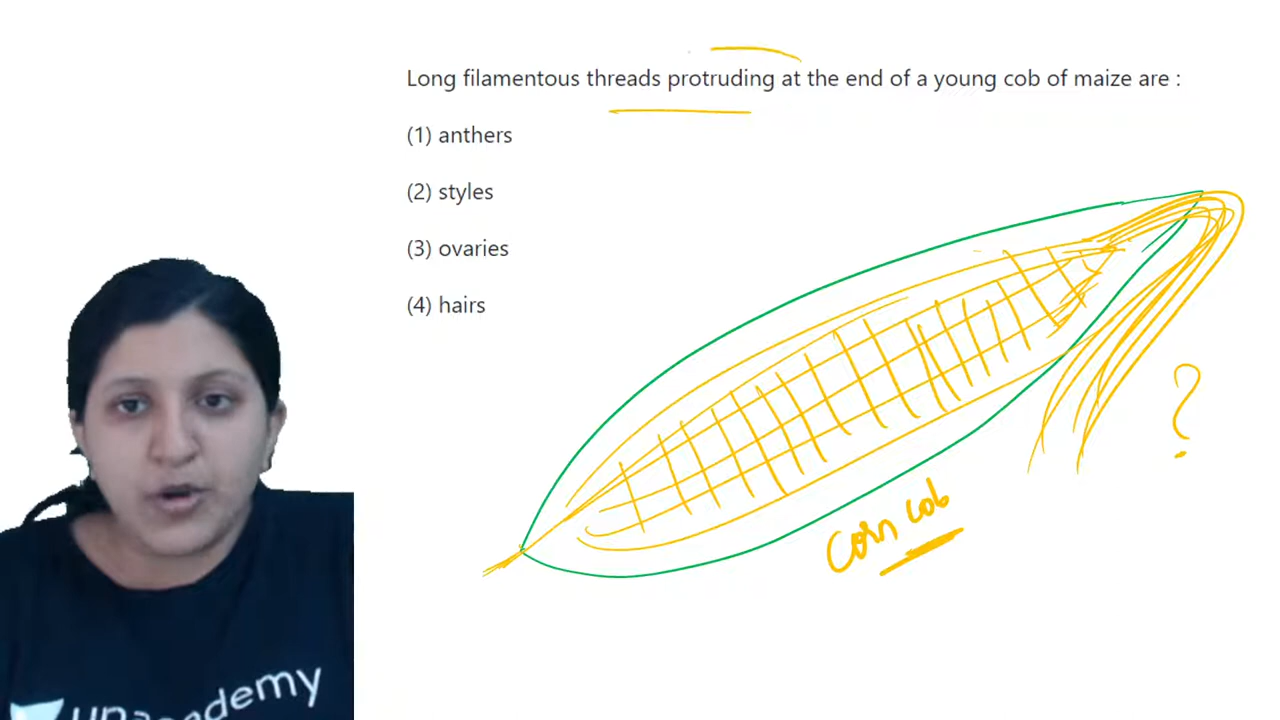 Long filamentous threads protruding at the end of a young cob of maize are :
(1) anthers
(2) styles
(3) ovaries
(4) hairs
?
Corn cob
unacademy